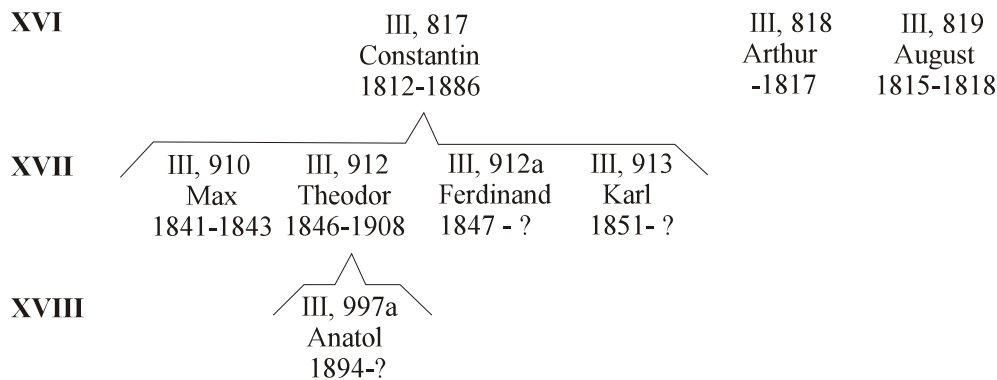 XVI III, 817 III, 818 III, 819
Constantin Arthur August
1812-1886 -1817 1815-1818
XVII III, 910 III, 912 III, 912a III, 913
Max Theodor Ferdinand Karl
1841-1843 1846-1908 1847 - ? 1851- ?
XVIII III, 997a
Anatol
1894-?